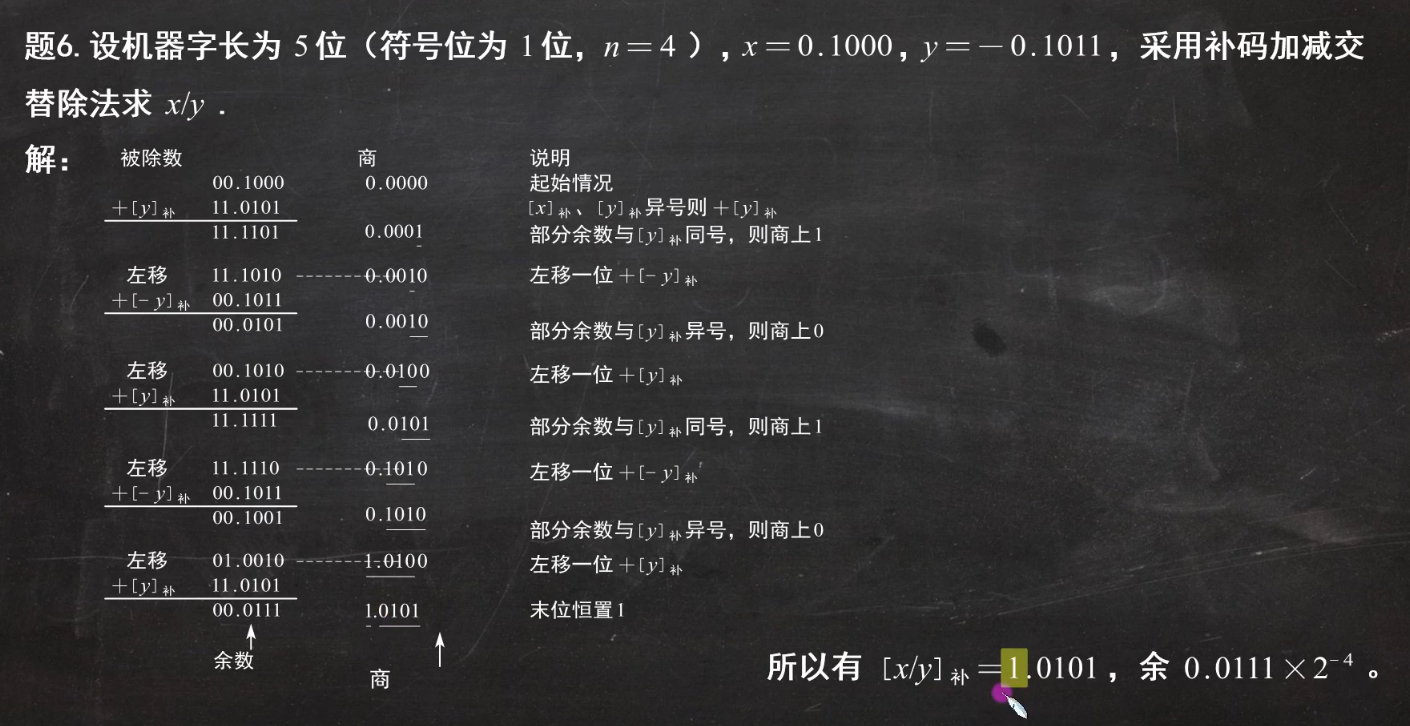 题6. 设机器字长为 5 位（符号位为 1 位，n＝4 ），x＝0.1000，y＝－0.1011，采用补码加减交
替除法求 x/y .
解： 被除数 商 说明
00.1000 0.0000 起始情况
＋[y]补 11.0101 [x]补、[y]补异号则＋[y]补
11.1101 0.0001 部分余数与[y]补同号，则商上1
左移 11.1010 -------0.0010 左移一位＋[－y]补
＋[－y]补 00.1011
00.0101 0.0010 部分余数与[y]补异号，则商上0
左移 00.1010 -------0.0100 左移一位＋[y]补
＋[y]补 11.0101
11.1111 0.0101 部分余数与[y]补同号，则商上1
左移 11.1110 -------0.1010 左移一位＋[－y]补
＋[－y]补 00.1011
00.1001 0.1010 部分余数与[y]补异号，则商上0
左移 01.0010 -------1.0100 左移一位＋[y]补
＋[y]补 11.0101
00.0111 1.0101 末位恒置1
余数
商
所以有 [x/y]补＝1.0101，余 0.0111×2⁻⁴ 。